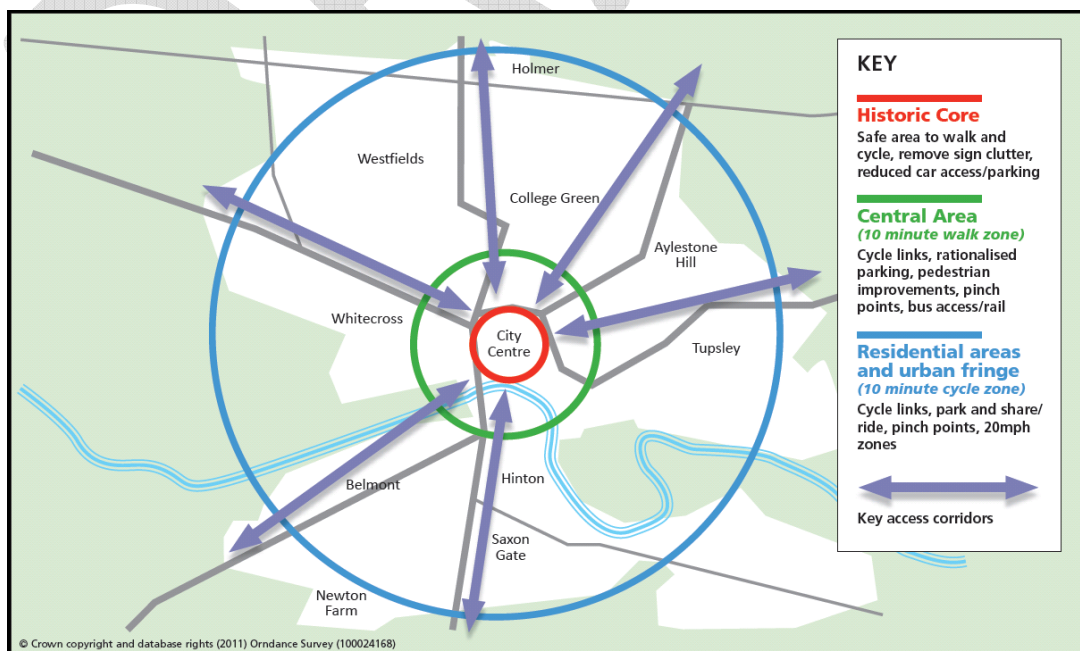 Holmer
Westfields
College Green
Aylestone
Hill
Whitecross
City
Centre
Tupsley
Belmont
Hinton
Saxon
Gate
Newton
Farm
© Crown copyright and database rights (2011) Orndance Survey (100024168)
KEY
Historic Core
Safe area to walk and
cycle, remove sign clutter,
reduced car access/parking
Central Area
(10 minute walk zone)
Cycle links, rationalised
parking, pedestrian
improvements, pinch
points, bus access/rail
Residential areas
and urban fringe
(10 minute cycle zone)
Cycle links, park and share/
ride, pinch points, 20mph
zones
Key access corridors